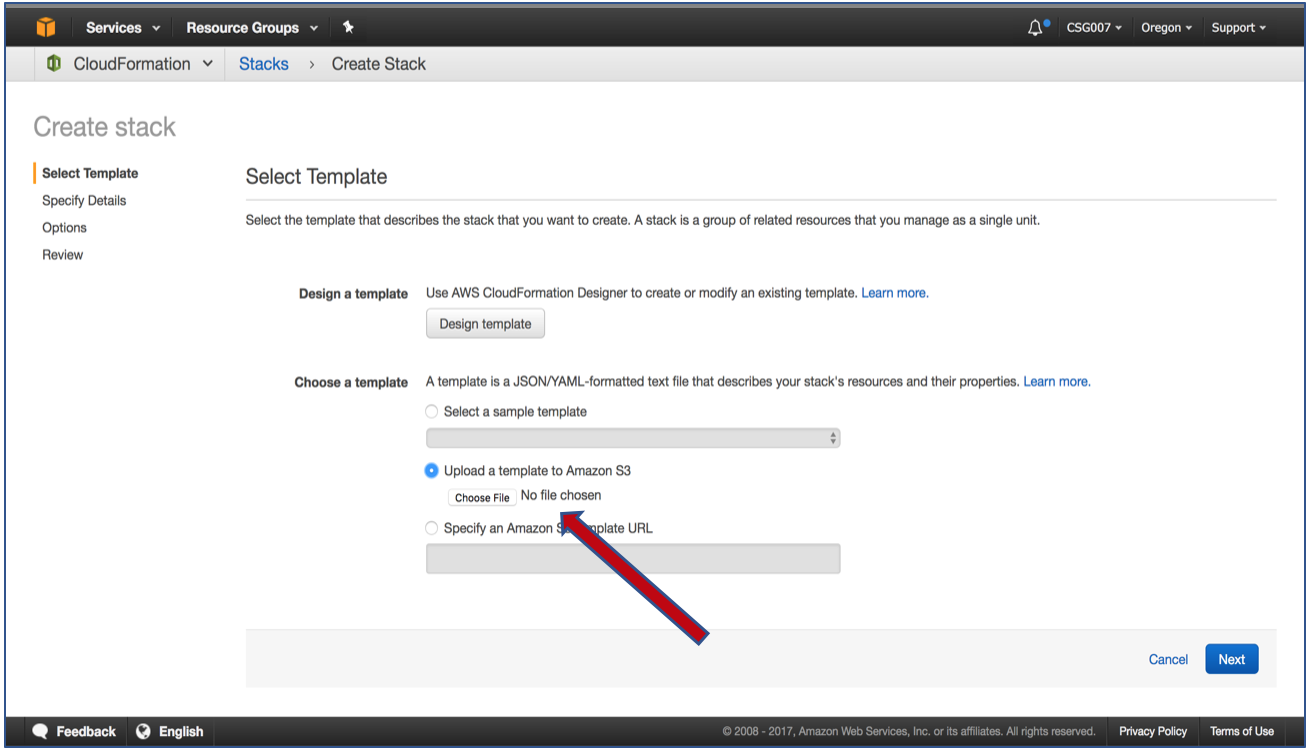 Services Resource Groups CSG007 Oregon Support
CloudFormation Stacks › Create Stack
Create stack
Select Template
Specify Details
Options
Review
Select Template
Select the template that describes the stack that you want to create. A stack is a group of related resources that you manage as a single unit.
Design a template Use AWS CloudFormation Designer to create or modify an existing template. Learn more.
Design template
Choose a template A template is a JSON/YAML-formatted text file that describes your stack's resources and their properties. Learn more.
Select a sample template
Upload a template to Amazon S3
Choose File No file chosen
Specify an Amazon URL
Cancel Next
Feedback English © 2008 - 2017, Amazon Web Services, Inc. or its affiliates. All rights reserved. Privacy Policy Terms of Use